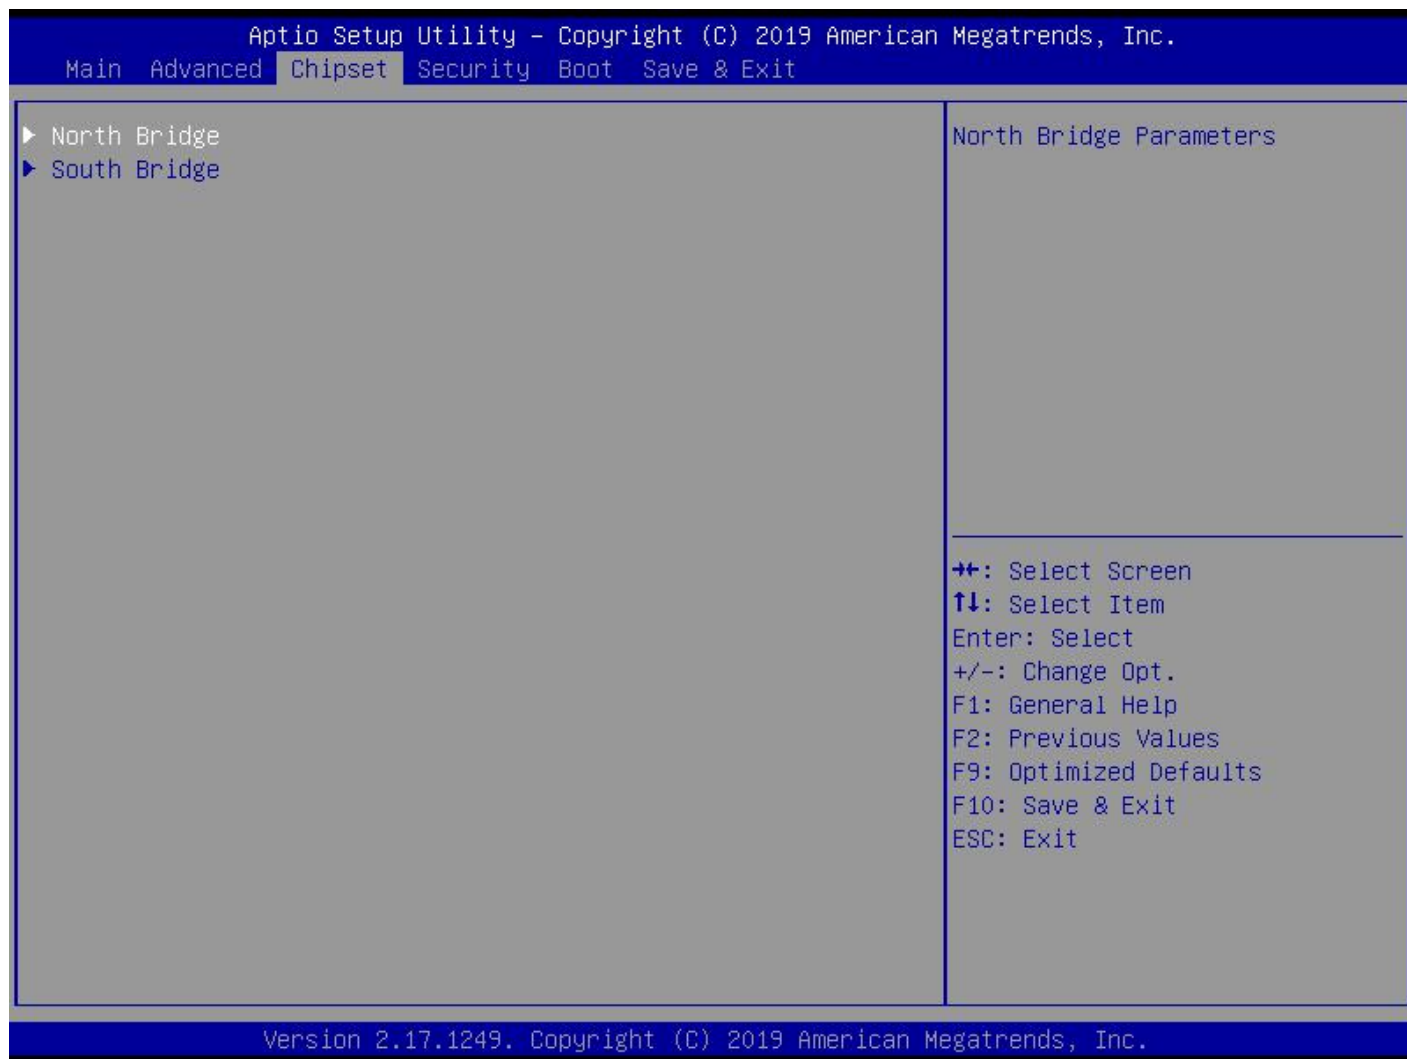 Aptio Setup Utility – Copyright (C) 2019 American Megatrends, Inc.
Main Advanced Chipset Security Boot Save & Exit
▶ North Bridge
▶ South Bridge
North Bridge Parameters
→←: Select Screen
↑↓: Select Item
Enter: Select
+/-: Change Opt.
F1: General Help
F2: Previous Values
F9: Optimized Defaults
F10: Save & Exit
ESC: Exit
Version 2.17.1249. Copyright (C) 2019 American Megatrends, Inc.